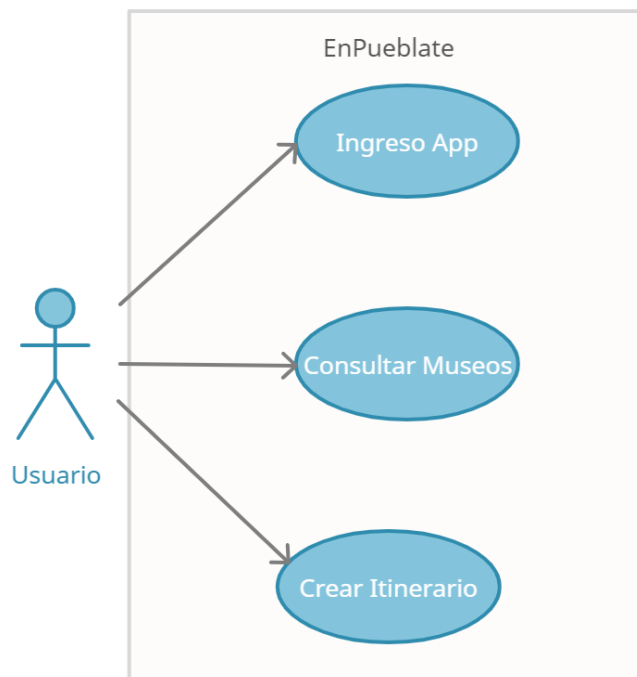 EnPueblate
Ingreso App
Consultar Museos
Usuario
Crear Itinerario